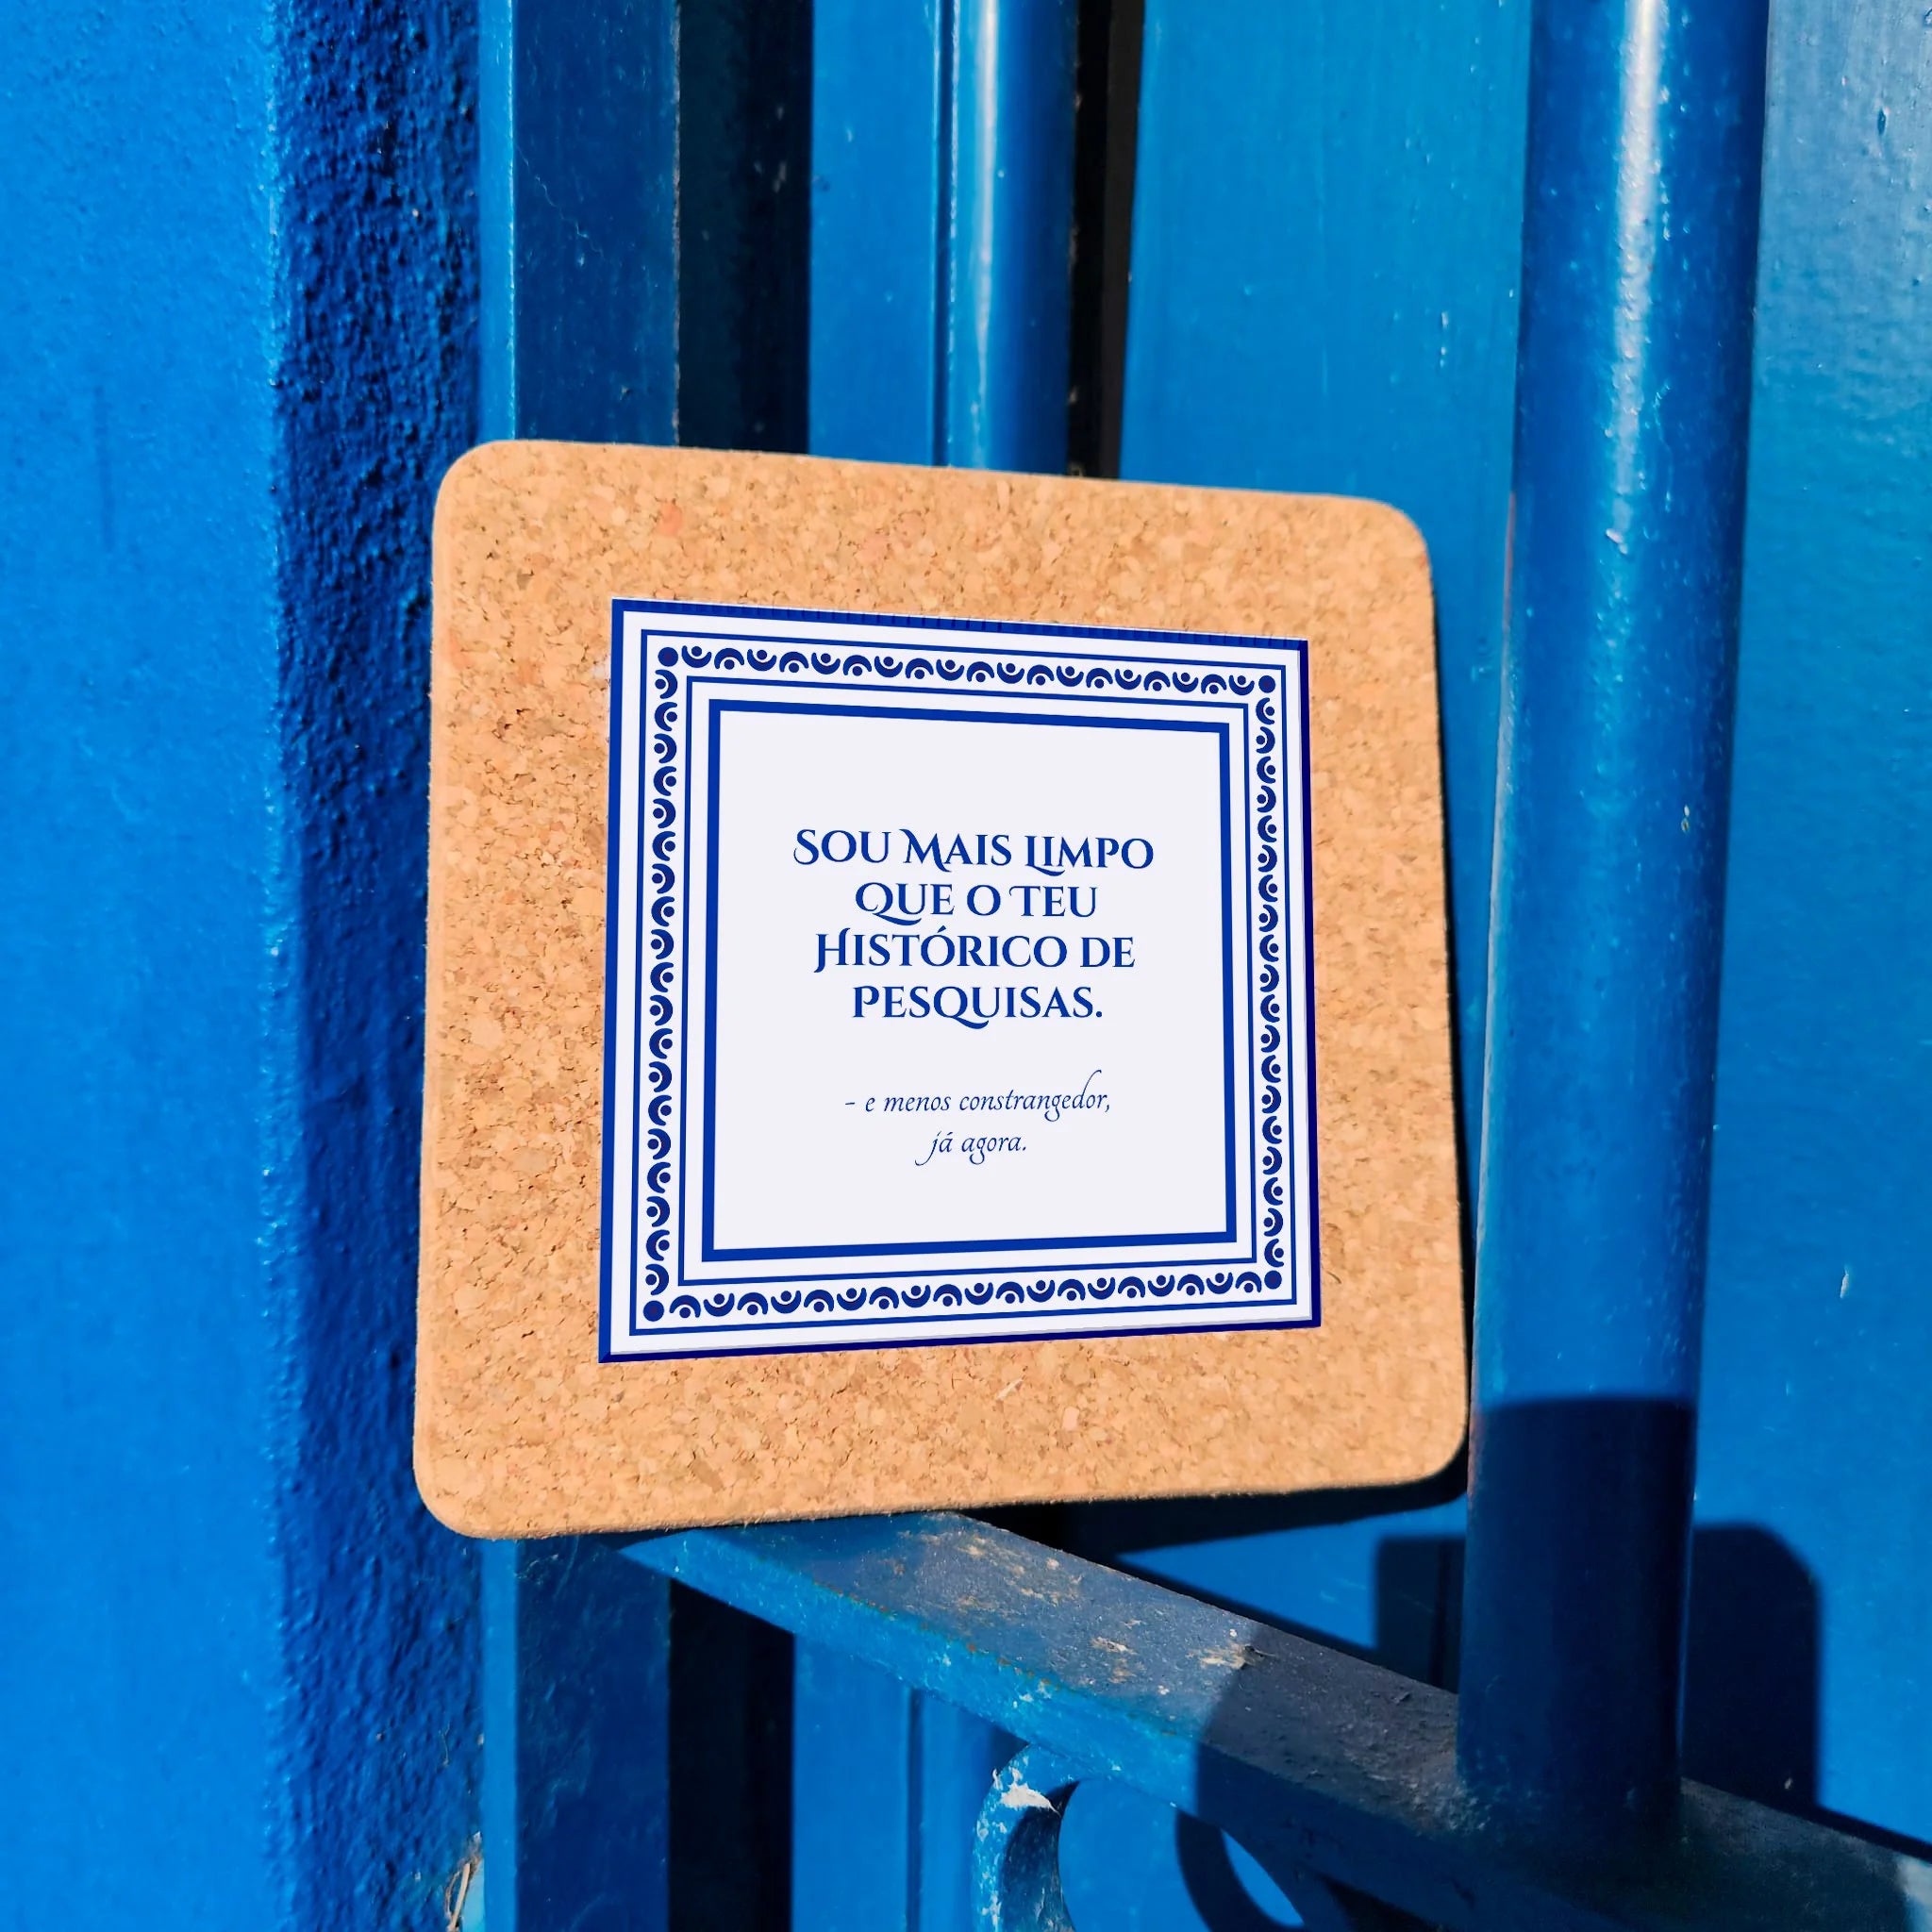 Sou Mais Limpo
Que o Teu
Histórico de
Pesquisas.
- e menos constrangedor,
já agora.